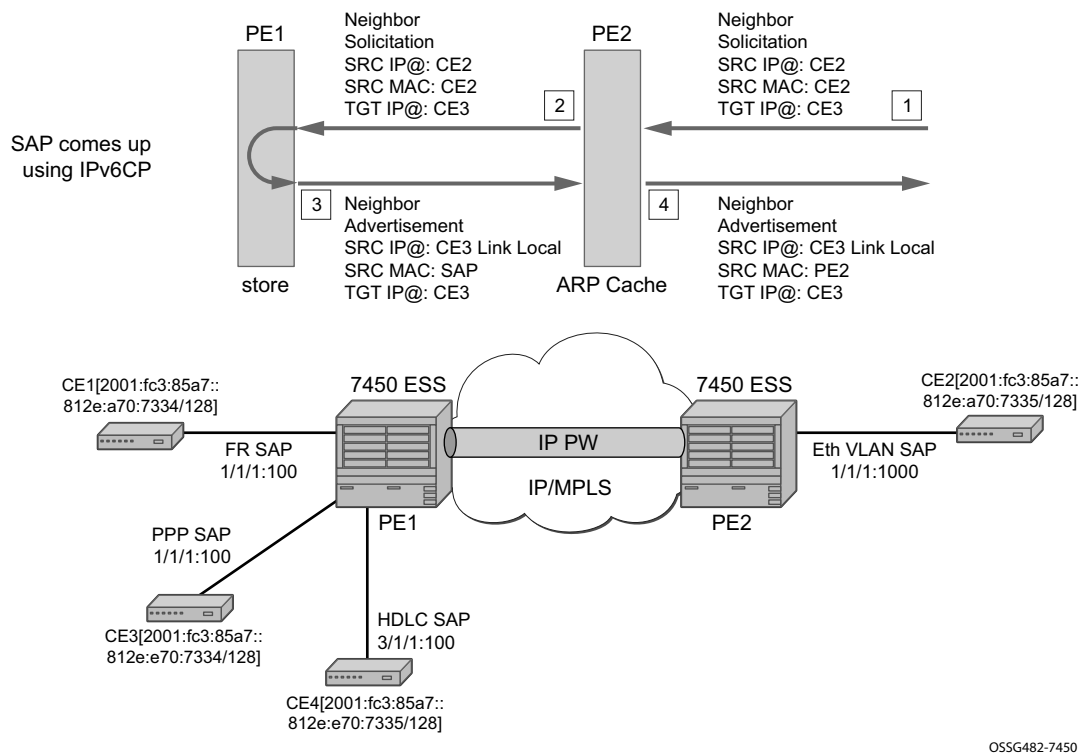 PE1
PE2
Neighbor
Solicitation
SRC IP@: CE2
SRC MAC: CE2
TGT IP@: CE3
2
Neighbor
Solicitation
SRC IP@: CE2
SRC MAC: CE2
TGT IP@: CE3
1
SAP comes up
using IPv6CP
3
Neighbor
Advertisement
SRC IP@: CE3 Link Local
SRC MAC: SAP
TGT IP@: CE3
4
Neighbor
Advertisement
SRC IP@: CE3 Link Local
SRC MAC: PE2
TGT IP@: CE3
store
ARP Cache
CE1[2001:fc3:85a7::
812e:a70:7334/128]
7450 ESS
7450 ESS
CE2[2001:fc3:85a7::
812e:a70:7335/128]
FR SAP
1/1/1:100
IP PW
IP/MPLS
Eth VLAN SAP
1/1/1:1000
PE1
PE2
PPP SAP
1/1/1:100
HDLC SAP
3/1/1:100
CE3[2001:fc3:85a7::
812e:e70:7334/128]
CE4[2001:fc3:85a7::
812e:e70:7335/128]
OSSG482-7450